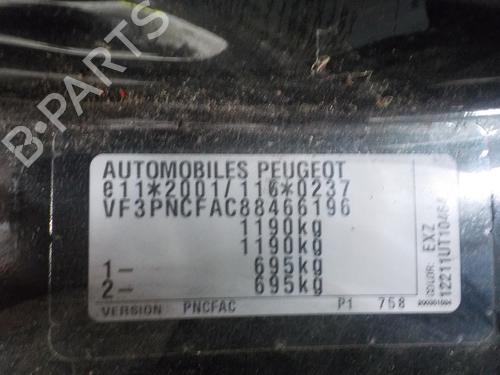 B-PARTS
AUTOMOBILES PEUGEOT
e11*2001/116*0237
VF3PNCFAC88466196
1190kg
1190kg
1- 695kg
2- 695kg
VERSION PNCFAC P1 758
COLOR: EXZ